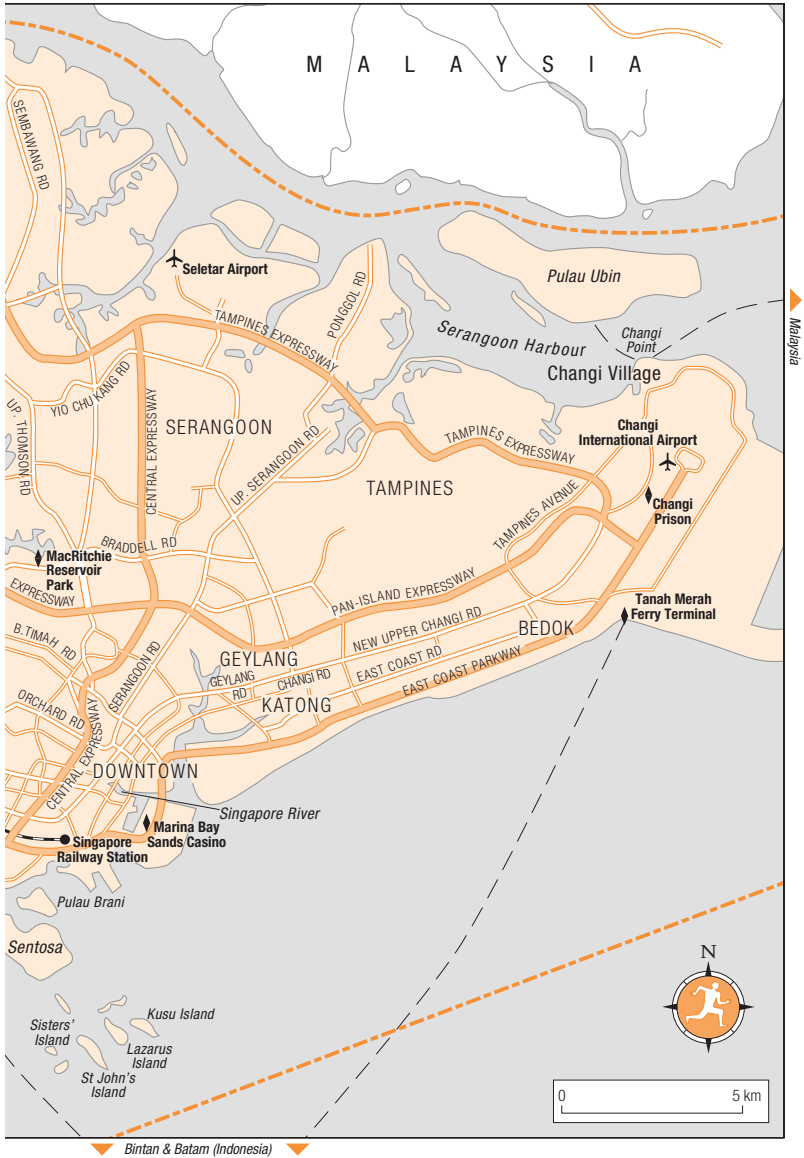 M A L A Y S I A
SEMBAWANG RD
Seletar Airport
PONGGOL RD
Pulau Ubin
Malaysia
TAMPINES EXPRESSWAY
Serangoon Harbour
Changi
Point
Changi Village
YIO CHU KANG RD
UP. THOMSON RD
CENTRAL EXPRESSWAY
SERANGOON
UP. SERANGOON RD
TAMPINES EXPRESSWAY
Changi
International Airport
TAMPINES
TAMPINES AVENUE
Changi
Prison
BRADDELL RD
MacRitchie
Reservoir
Park
EXPRESSWAY
PAN-ISLAND EXPRESSWAY
Tanah Merah
Ferry Terminal
B.TIMAH RD
SERANGOON RD
NEW UPPER CHANGI RD
BEDOK
GEYLANG
GEYLANG
RD
CHANGI RD
EAST COAST RD
EAST COAST PARKWAY
KATONG
ORCHARD RD
CENTRAL EXPRESSWAY
DOWNTOWN
Singapore River
Marina Bay
Sands Casino
Singapore
Railway Station
Pulau Brani
Sentosa
N
Sisters'
Island
Kusu Island
Lazarus
Island
St John's
Island
0
5 km
Bintan & Batam (Indonesia)